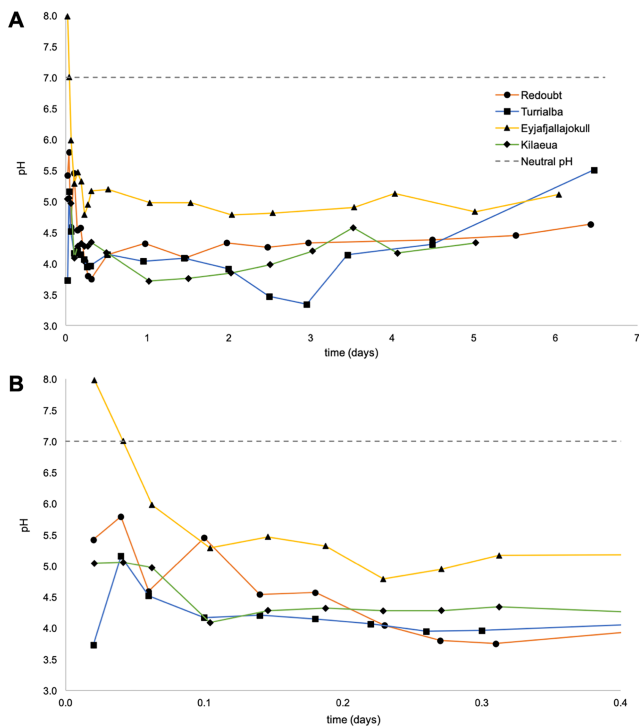 A
8.0
7.5
7.0
6.5
6.0
5.5
5.0
4.5
4.0
3.5
3.0
pH
0 1 2 3 4 5 6 7
time (days)
Redoubt
Turrialba
Eyjafjallajokull
Kilaeua
Neutral pH
B
8.0
7.5
7.0
6.5
6.0
5.5
5.0
4.5
4.0
3.5
3.0
pH
0.0 0.1 0.2 0.3 0.4
time (days)